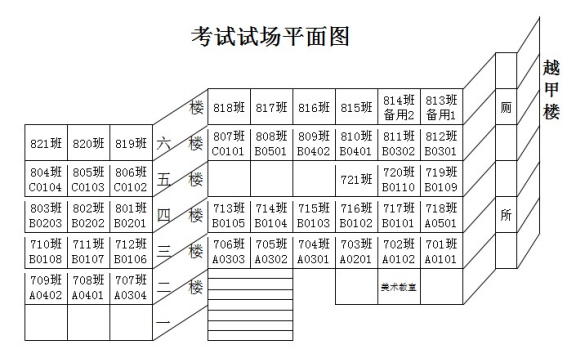 考试试场平面图
越甲楼
楼 818班 817班 816班 815班 814班 813班 厕
备用2 备用1
821班 820班 819班 六 楼 807班 808班 809班 810班 811班 812班
C0101 B0501 B0402 B0401 B0302 B0301
804班 805班 806班 五 楼 721班 720班 719班
C0104 C0103 C0102 B0110 B0109
803班 802班 801班 四 楼 713班 714班 715班 716班 717班 718班 所
B0203 B0202 B0201 B0105 B0104 B0103 B0102 B0101 A0501
710班 711班 712班 三 楼 706班 705班 704班 703班 702班 701班
B0108 B0107 B0106 A0303 A0302 A0301 A0201 A0102 A0101
709班 708班 707班 二 楼 美术教室
A0402 A0401 A0304
一